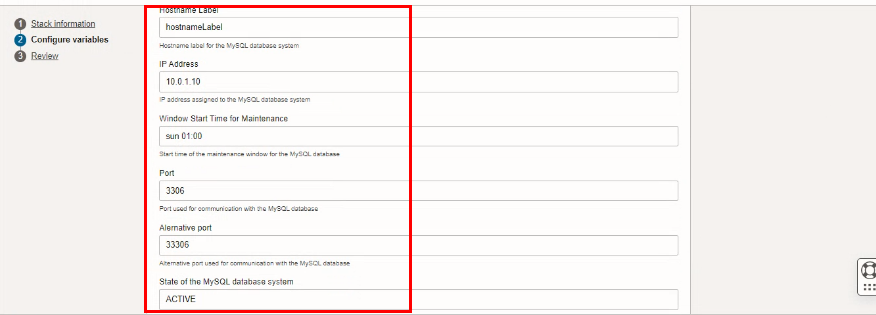 1 Stack information
2 Configure variables
3 Review
Hostname Label
hostnameLabel
Hostname label for the MySQL database system
IP Address
10.0.1.10
IP address assigned to the MySQL database system
Window Start Time for Maintenance
sun 01:00
Start time of the maintenance window for the MySQL database
Port
3306
Port used for communication with the MySQL database
Alernative port
33306
Alternative port used for communication with the MySQL database
State of the MySQL database system
ACTIVE